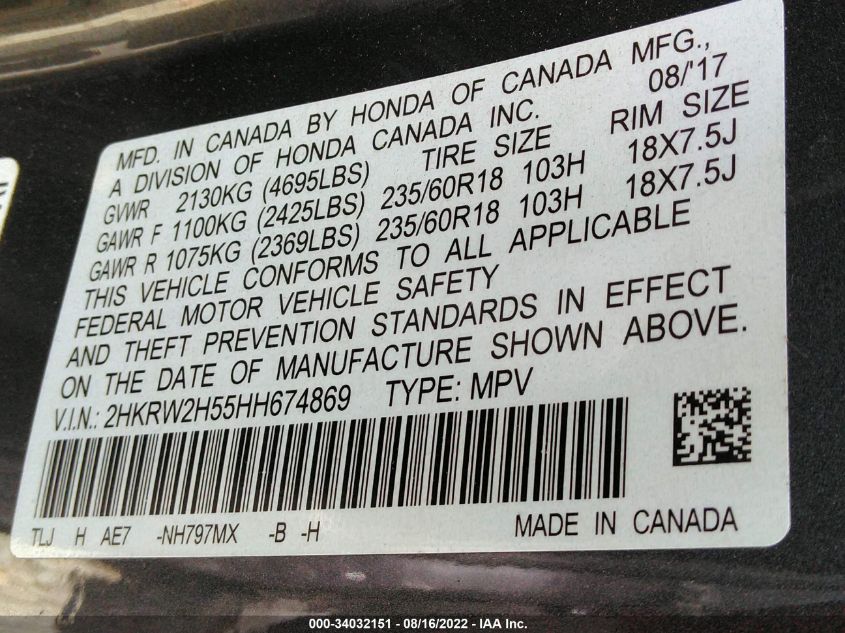 MFD. IN CANADA BY HONDA OF CANADA MFG.,
A DIVISION OF HONDA CANADA INC. 08/'17
GVWR 2130KG (4695LBS) TIRE SIZE RIM SIZE
GAWR F 1100KG (2425LBS) 235/60R18 103H 18X7.5J
GAWR R 1075KG (2369LBS) 235/60R18 103H 18X7.5J
THIS VEHICLE CONFORMS TO ALL APPLICABLE
FEDERAL MOTOR VEHICLE SAFETY
AND THEFT PREVENTION STANDARDS IN EFFECT
ON THE DATE OF MANUFACTURE SHOWN ABOVE.
V.I.N.: 2HKRW2H55HH674869 TYPE: MPV
TLJ H AE7 -NH797MX -B -H MADE IN CANADA
000-34032151 - 08/16/2022 - IAA Inc.